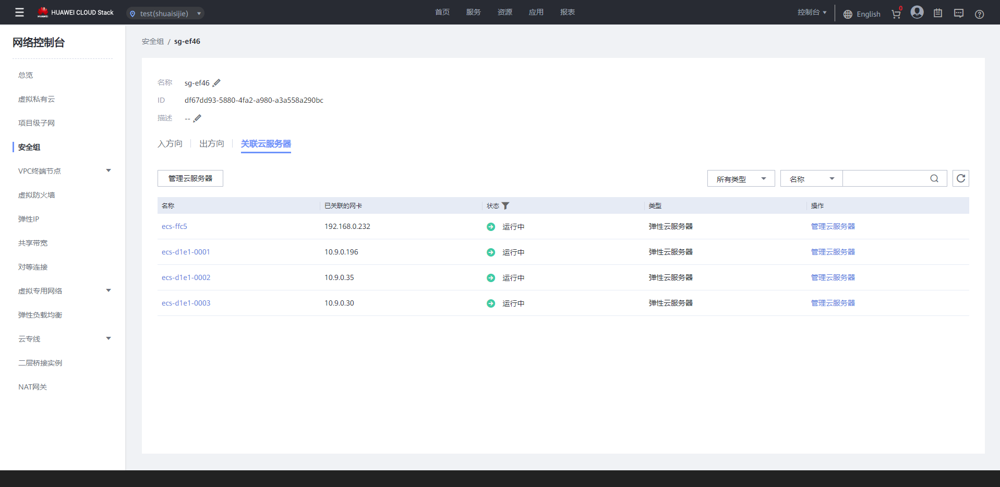 HUAWEI HUAWEI CLOUD Stack test(shuaisijie) 首页 服务 资源 应用 报表 控制台 English 0
网络控制台
总览
虚拟私有云
项目级子网
安全组
VPC终端节点
虚拟防火墙
弹性IP
共享带宽
对等连接
虚拟专用网络
弹性负载均衡
云专线
二层桥接实例
NAT网关
安全组 / sg-ef46
名称 sg-ef46
ID df67dd93-5880-4fa2-a980-a3a558a290bc
描述 --
入方向 出方向 关联云服务器
管理云服务器 所有类型 名称
名称 已关联的网卡 状态 类型 操作
ecs-ffc5 192.168.0.232 运行中 弹性云服务器 管理云服务器
ecs-d1e1-0001 10.9.0.196 运行中 弹性云服务器 管理云服务器
ecs-d1e1-0002 10.9.0.35 运行中 弹性云服务器 管理云服务器
ecs-d1e1-0003 10.9.0.30 运行中 弹性云服务器 管理云服务器